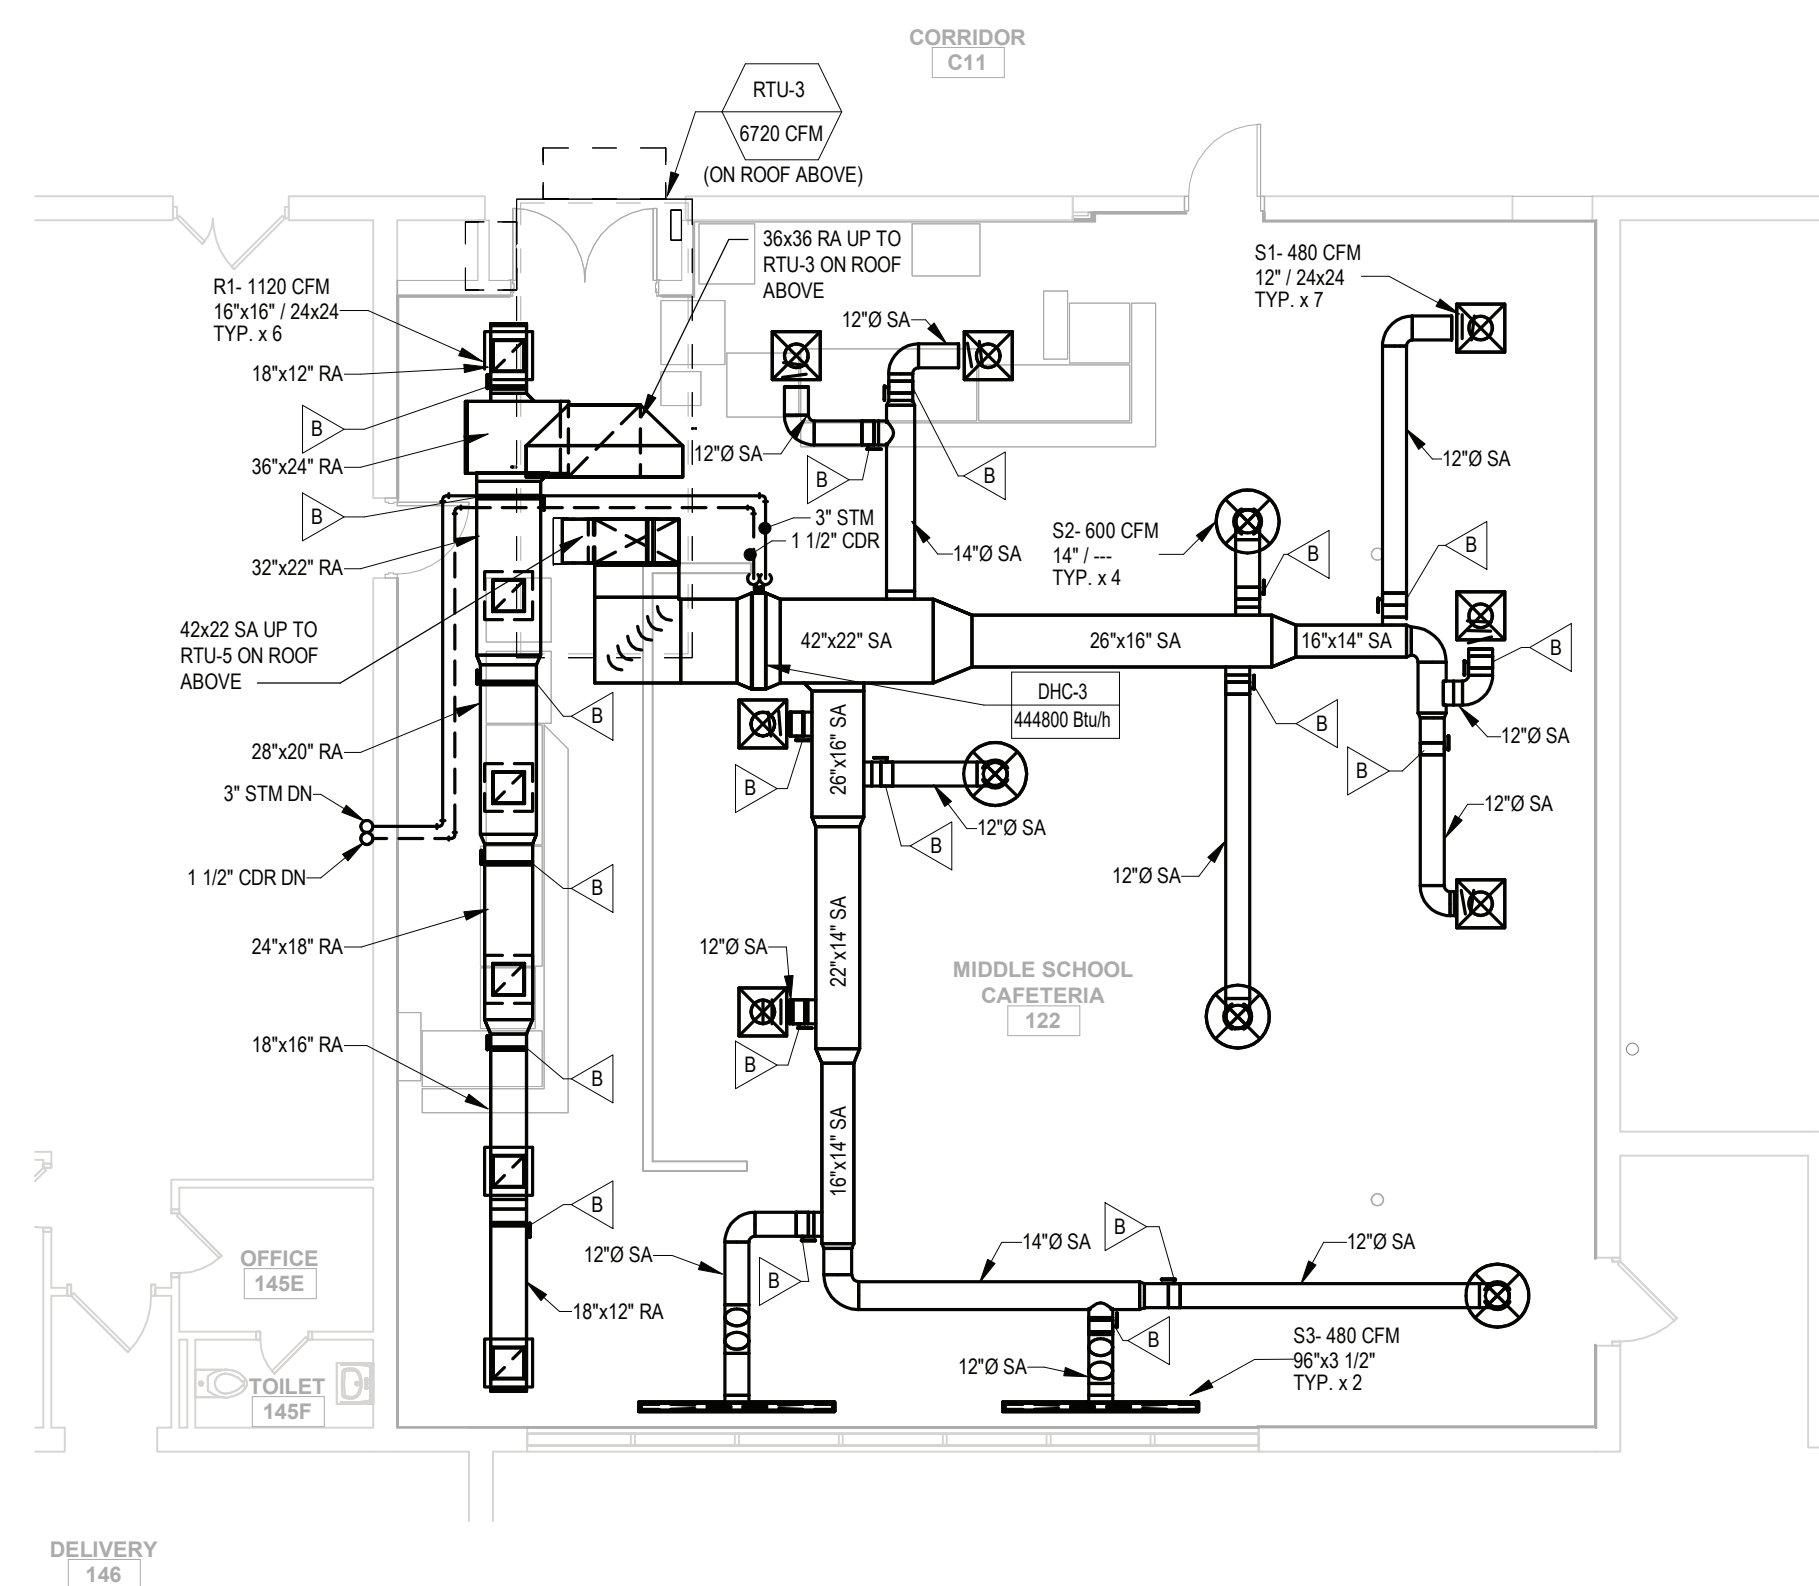 CORRIDOR
C11
RTU-3
6720 CFM
(ON ROOF ABOVE)
36x36 RA UP TO
RTU-3 ON ROOF
ABOVE
S1- 480 CFM
12" / 24x24
TYP. x 7
R1- 1120 CFM
16"x16" / 24x24
TYP. x 6
12"Ø SA
18"x12" RA
B
12"Ø SA
36"x24" RA
B
B
12"Ø SA
B
3" STM
1 1/2" CDR
S2- 600 CFM
14" / ---
TYP. x 4
B
B
14"Ø SA
32"x22" RA
42x22 SA UP TO
RTU-5 ON ROOF
ABOVE
42"x22" SA
26"x16" SA
16"x14" SA
B
DHC-3
444800 Btu/h
B
B
12"Ø SA
28"x20" RA
26"x16" SA
B
B
3" STM DN
12"Ø SA
12"Ø SA
B
1 1/2" CDR DN
B
12"Ø SA
24"x18" RA
12"Ø SA
22"x14" SA
MIDDLE SCHOOL
CAFETERIA
122
18"x16" RA
B
B
16"x14" SA
B
OFFICE
145E
12"Ø SA
B
14"Ø SA
B
12"Ø SA
18"x12" RA
B
S3- 480 CFM
96"x3 1/2"
TYP. x 2
12"Ø SA
TOILET
145F
DELIVERY
146